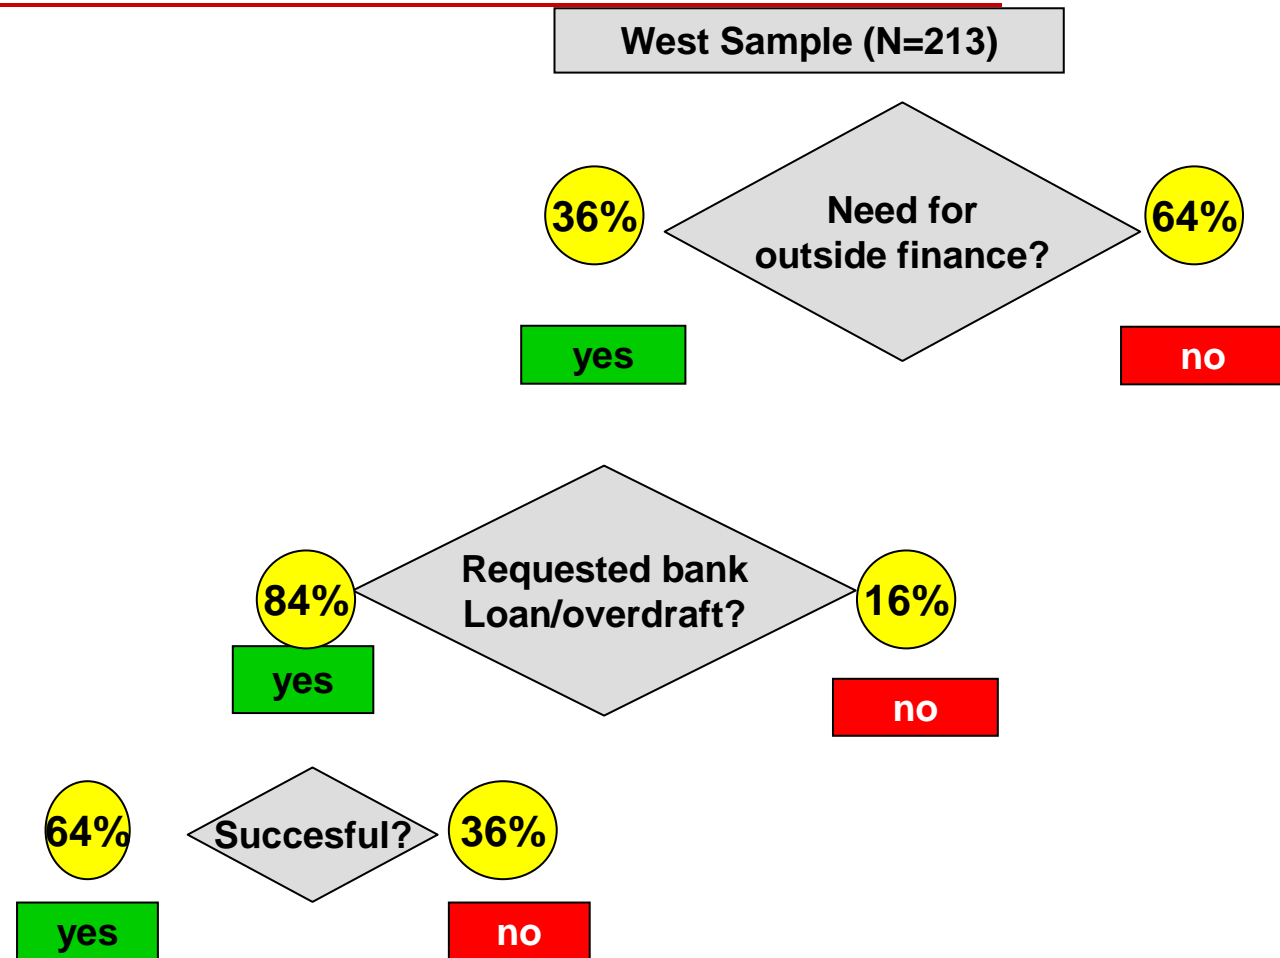 West Sample (N=213)
Need for
outside finance?
36%
64%
yes
no
Requested bank
Loan/overdraft?
84%
16%
yes
no
64%
Succesful?
36%
yes
no